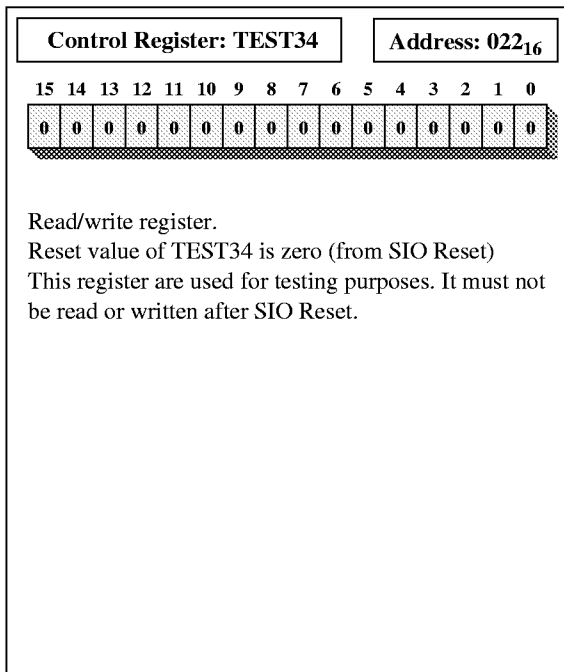 Control Register: TEST34
Address: 022₁₆
15 14 13 12 11 10 9 8 7 6 5 4 3 2 1 0
0 0 0 0 0 0 0 0 0 0 0 0 0 0 0 0
Read/write register.
Reset value of TEST34 is zero (from SIO Reset)
This register are used for testing purposes. It must not
be read or written after SIO Reset.